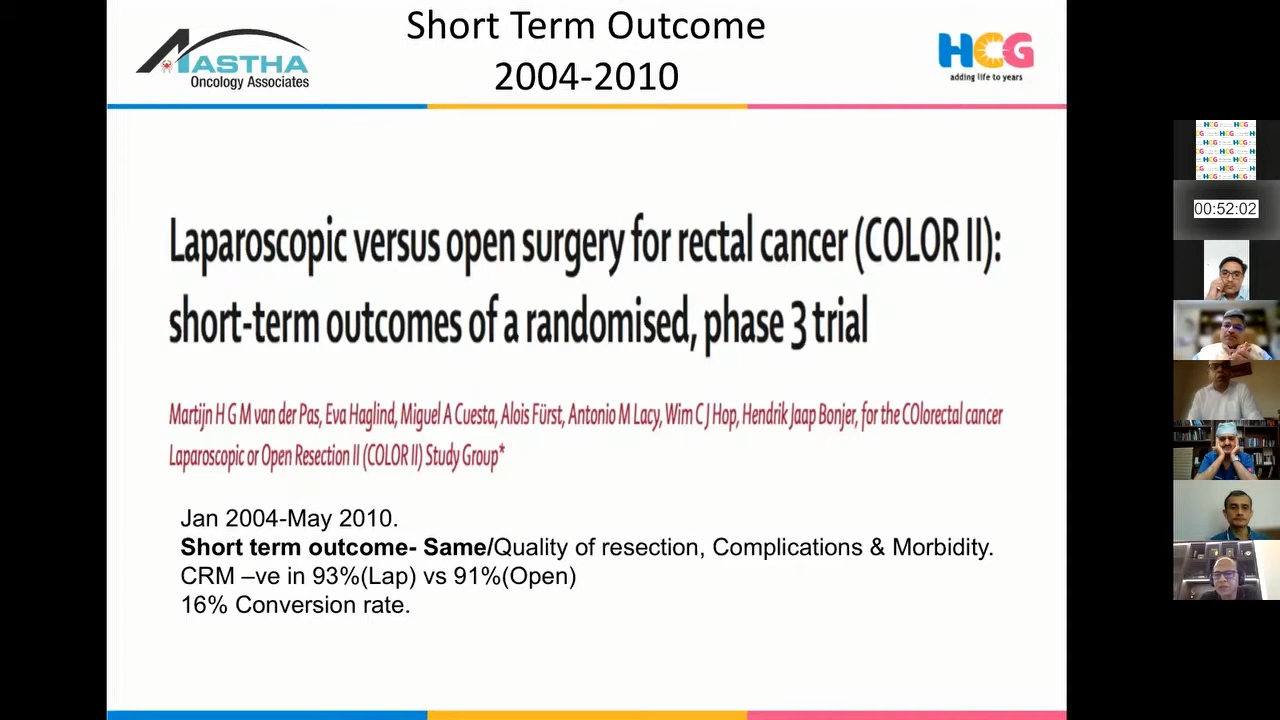 AASTHA
Oncology Associates
Short Term Outcome
2004-2010
HCG
adding life to years
Laparoscopic versus open surgery for rectal cancer (COLOR II):
short-term outcomes of a randomised, phase 3 trial
Martijn H G M van der Pas, Eva Haglind, Miguel A Cuesta, Alois Fürst, Antonio M Lacy, Wim C J Hop, Hendrik Jaap Bonjer, for the COlorectal cancer
Laparoscopic or Open Resection II (COLOR II) Study Group*
Jan 2004-May 2010.
Short term outcome- Same/Quality of resection, Complications & Morbidity.
CRM –ve in 93%(Lap) vs 91%(Open)
16% Conversion rate.
00:52:02